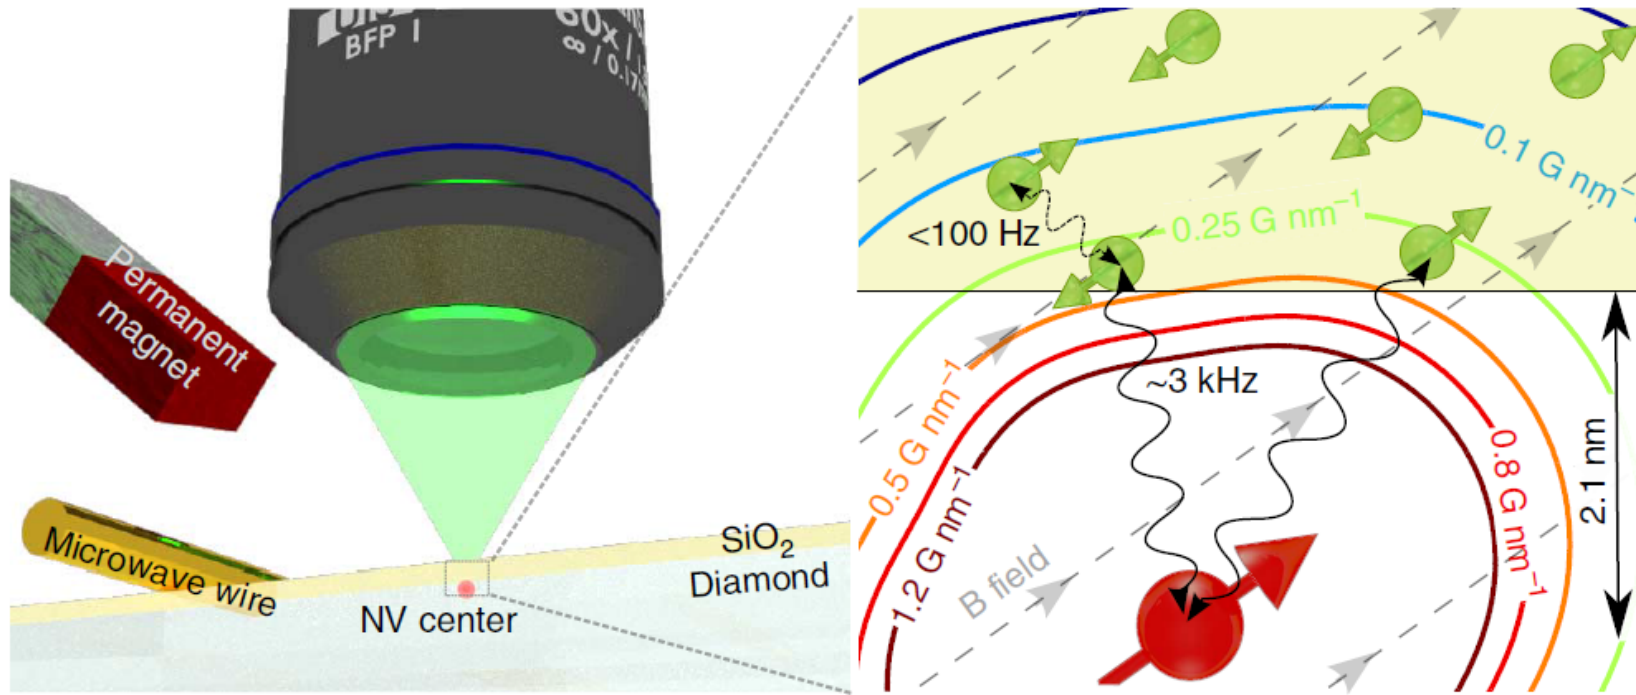 BFP I
60x / 1
∞ / 0.17
Permanent
magnet
Microwave wire
NV center
SiO₂
Diamond
0.1 G nm⁻¹
0.25 G nm⁻¹
<100 Hz
~3 kHz
0.5 G nm⁻¹
0.8 G nm⁻¹
1.2 G nm⁻¹
2.1 nm
B field